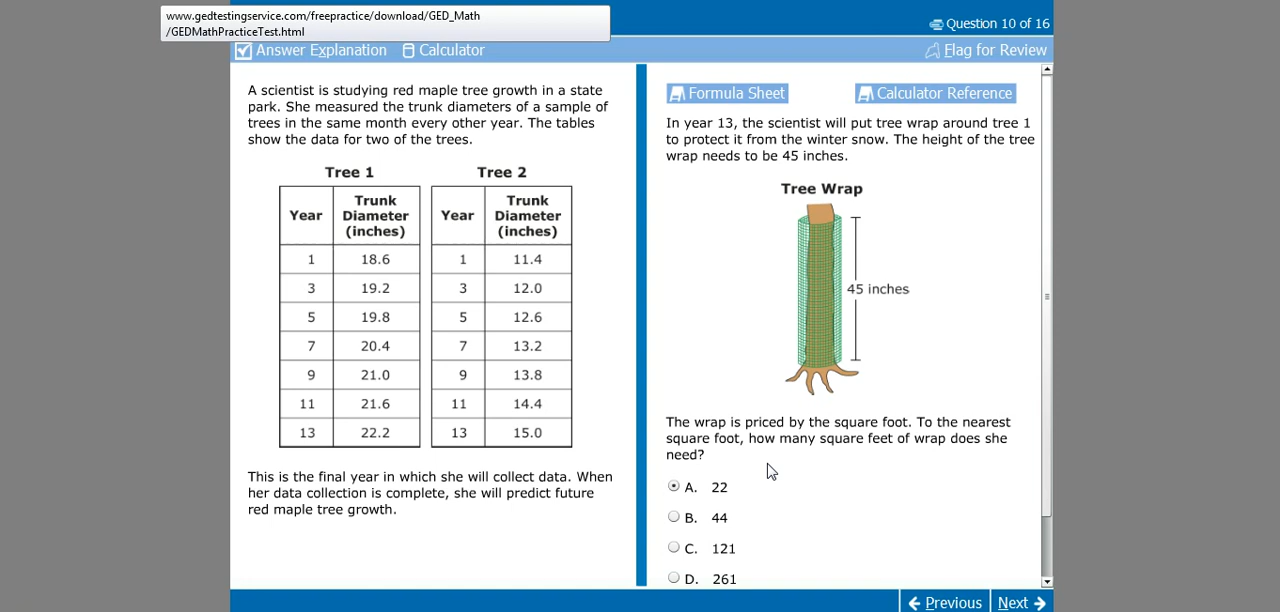 www.gedtestingservice.com/freepractice/download/GED_Math
/GEDMathPracticeTest.html
Question 10 of 16
Answer Explanation Calculator Flag for Review
A scientist is studying red maple tree growth in a state
park. She measured the trunk diameters of a sample of
trees in the same month every other year. The tables
show the data for two of the trees.
Tree 1 Tree 2
Year Trunk Diameter (inches) Year Trunk Diameter (inches)
1 18.6 1 11.4
3 19.2 3 12.0
5 19.8 5 12.6
7 20.4 7 13.2
9 21.0 9 13.8
11 21.6 11 14.4
13 22.2 13 15.0
This is the final year in which she will collect data. When
her data collection is complete, she will predict future
red maple tree growth.
Formula Sheet Calculator Reference
In year 13, the scientist will put tree wrap around tree 1
to protect it from the winter snow. The height of the tree
wrap needs to be 45 inches.
Tree Wrap
45 inches
The wrap is priced by the square foot. To the nearest
square foot, how many square feet of wrap does she
need?
A. 22
B. 44
C. 121
D. 261
Previous Next